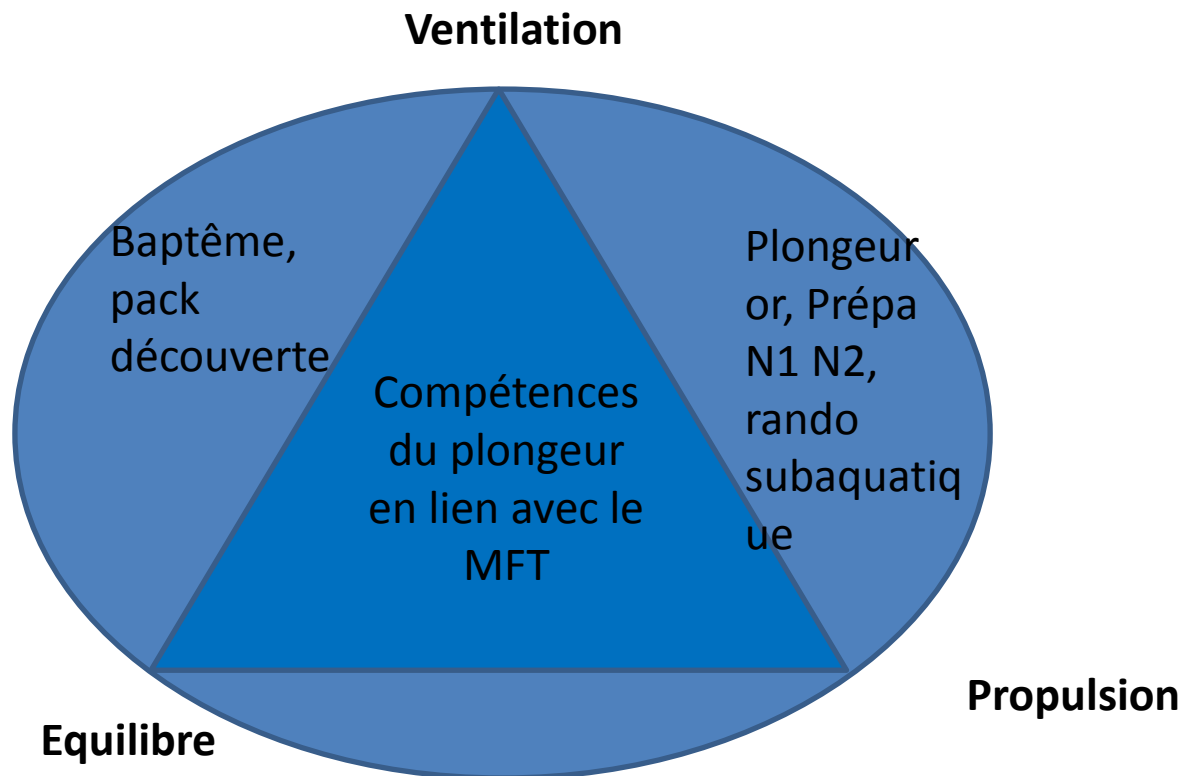 Ventilation
Baptême,
pack
découverte
Plongeur
or, Prépa
N1 N2,
rando
subaquatiq
ue
Compétences
du plongeur
en lien avec le
MFT
Propulsion
Equilibre